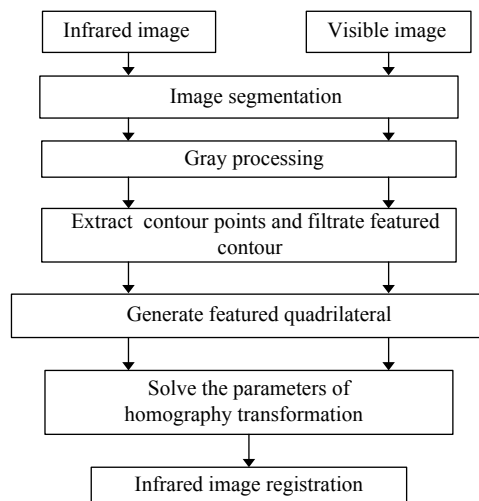 Infrared image
Visible image
Image segmentation
Gray processing
Extract contour points and filtrate featured
contour
Generate featured quadrilateral
Solve the parameters of
homography transformation
Infrared image registration